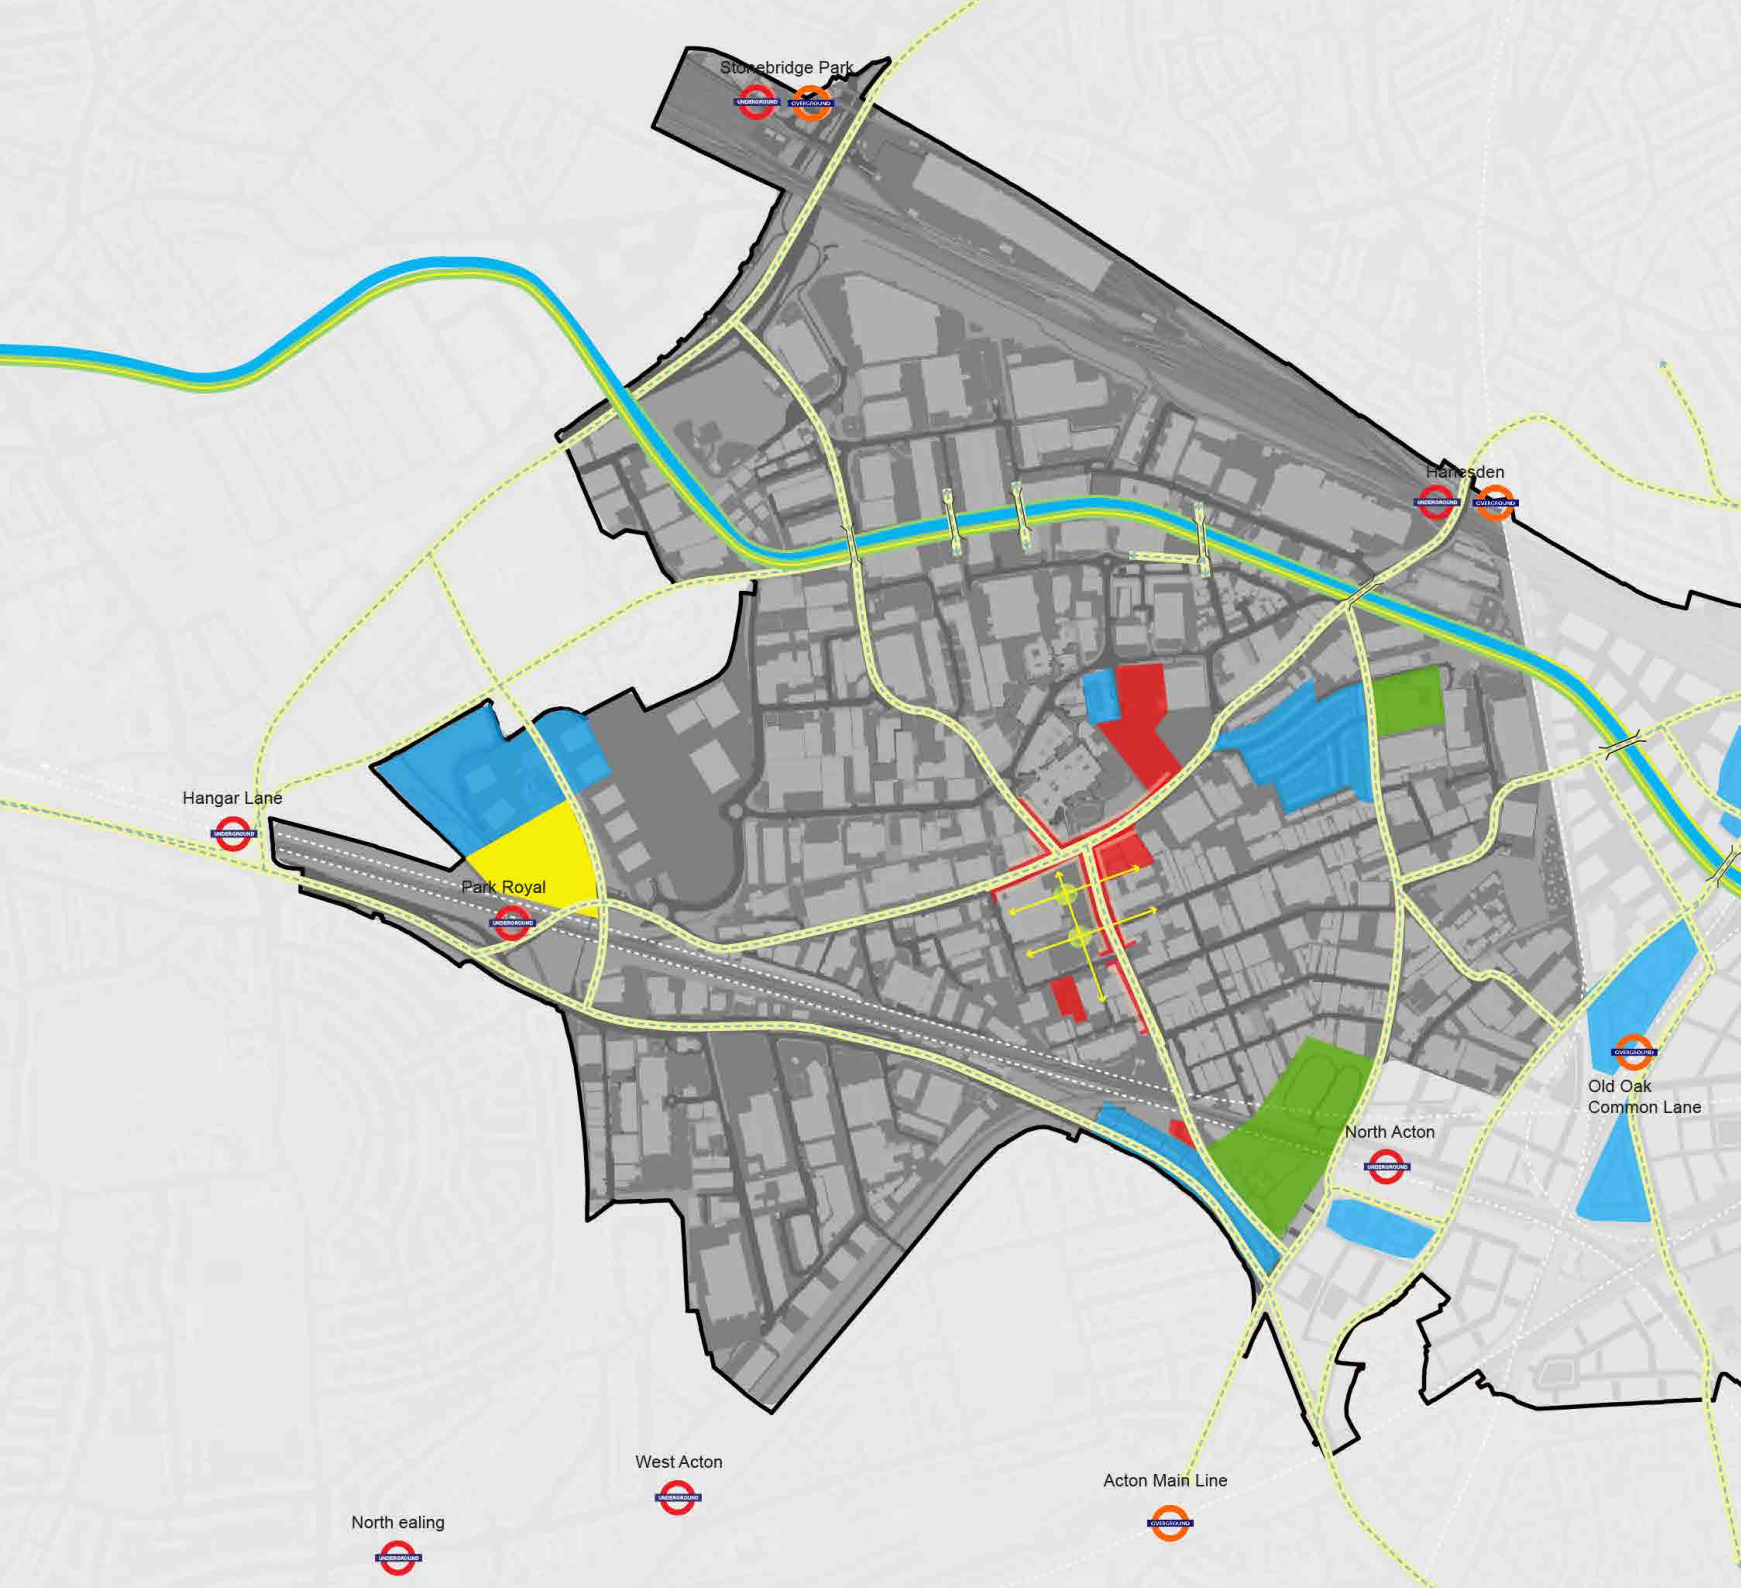 Stonebridge Park
UNDERGROUND
OVERGROUND
Harlesden
UNDERGROUND
OVERGROUND
Hangar Lane
UNDERGROUND
Park Royal
UNDERGROUND
OVERGROUND
Old Oak
Common Lane
North Acton
UNDERGROUND
West Acton
UNDERGROUND
Acton Main Line
OVERGROUND
North ealing
UNDERGROUND